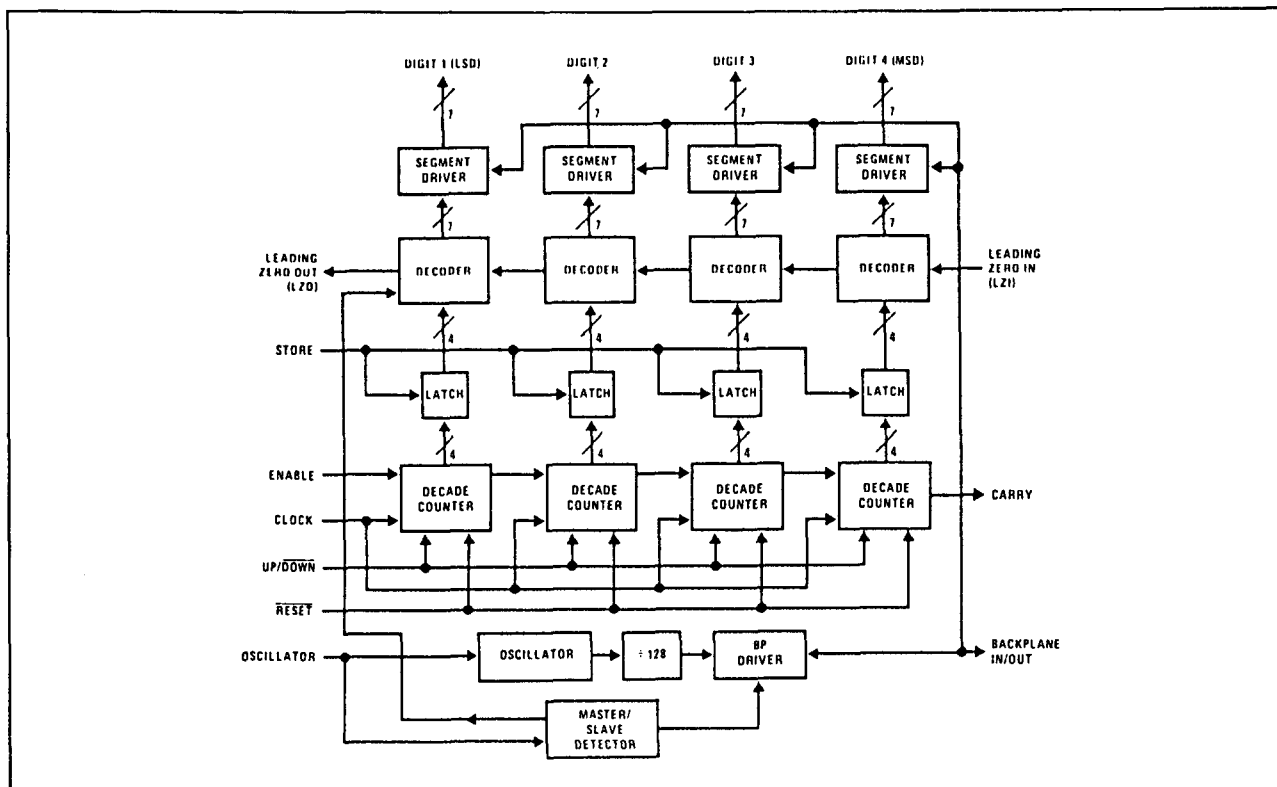 DIGIT 1 (LSD)
DIGIT 2
DIGIT 3
DIGIT 4 (MSD)
7
7
7
7
SEGMENT
DRIVER
SEGMENT
DRIVER
SEGMENT
DRIVER
SEGMENT
DRIVER
7
7
7
7
LEADING
ZERO OUT
(LZO)
DECODER
DECODER
DECODER
DECODER
LEADING
ZERO IN
(LZI)
4
4
4
4
STORE
LATCH
LATCH
LATCH
LATCH
4
4
4
4
ENABLE
DECADE
COUNTER
DECADE
COUNTER
DECADE
COUNTER
DECADE
COUNTER
CARRY
CLOCK
UP/DOWN
RESET
OSCILLATOR
OSCILLATOR
÷128
BP
DRIVER
BACKPLANE
IN/OUT
MASTER/
SLAVE
DETECTOR